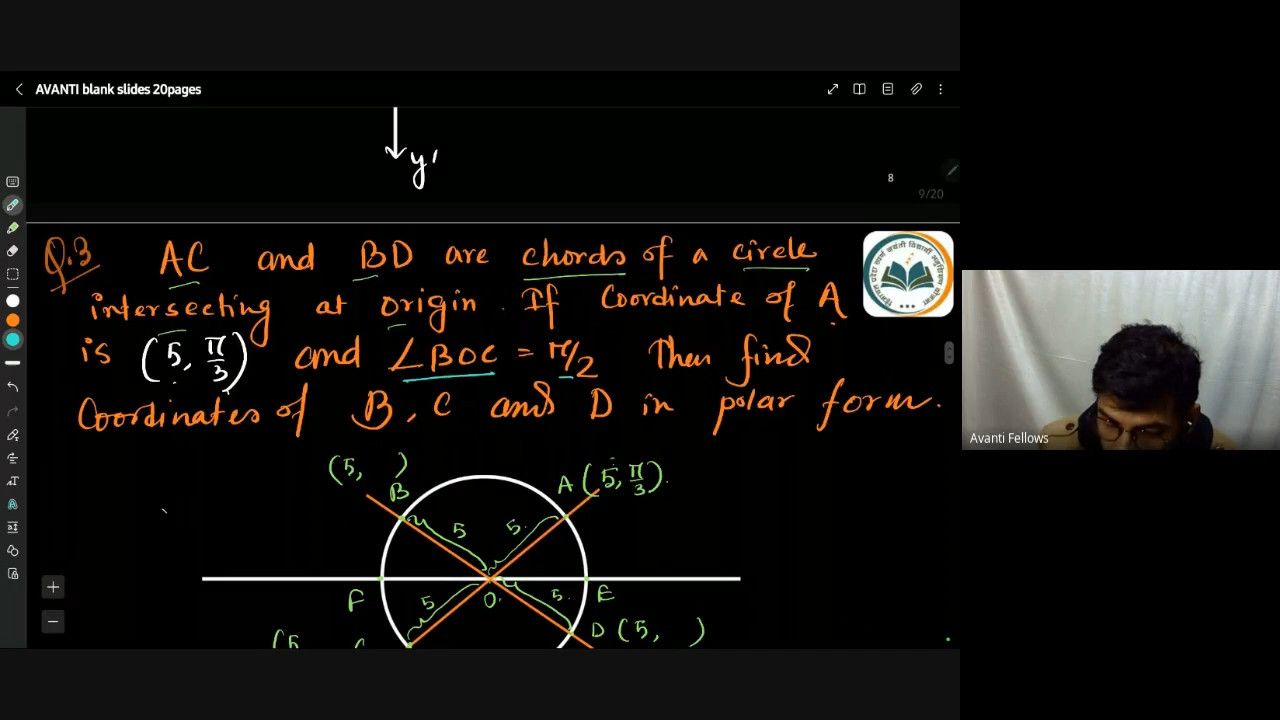 AVANTI blank slides 20pages
y'
8
9/20
Q.3 AC and BD are chords of a circle
intersecting at origin. If Coordinate of A
is (5, π/3) and ∠BOC = π/2 Then find
Coordinates of B, C and D in polar form.
(5, )
B
A (5, π/3).
5
5.
F
O.
E
5
5.
D (5, )
Avanti Fellows